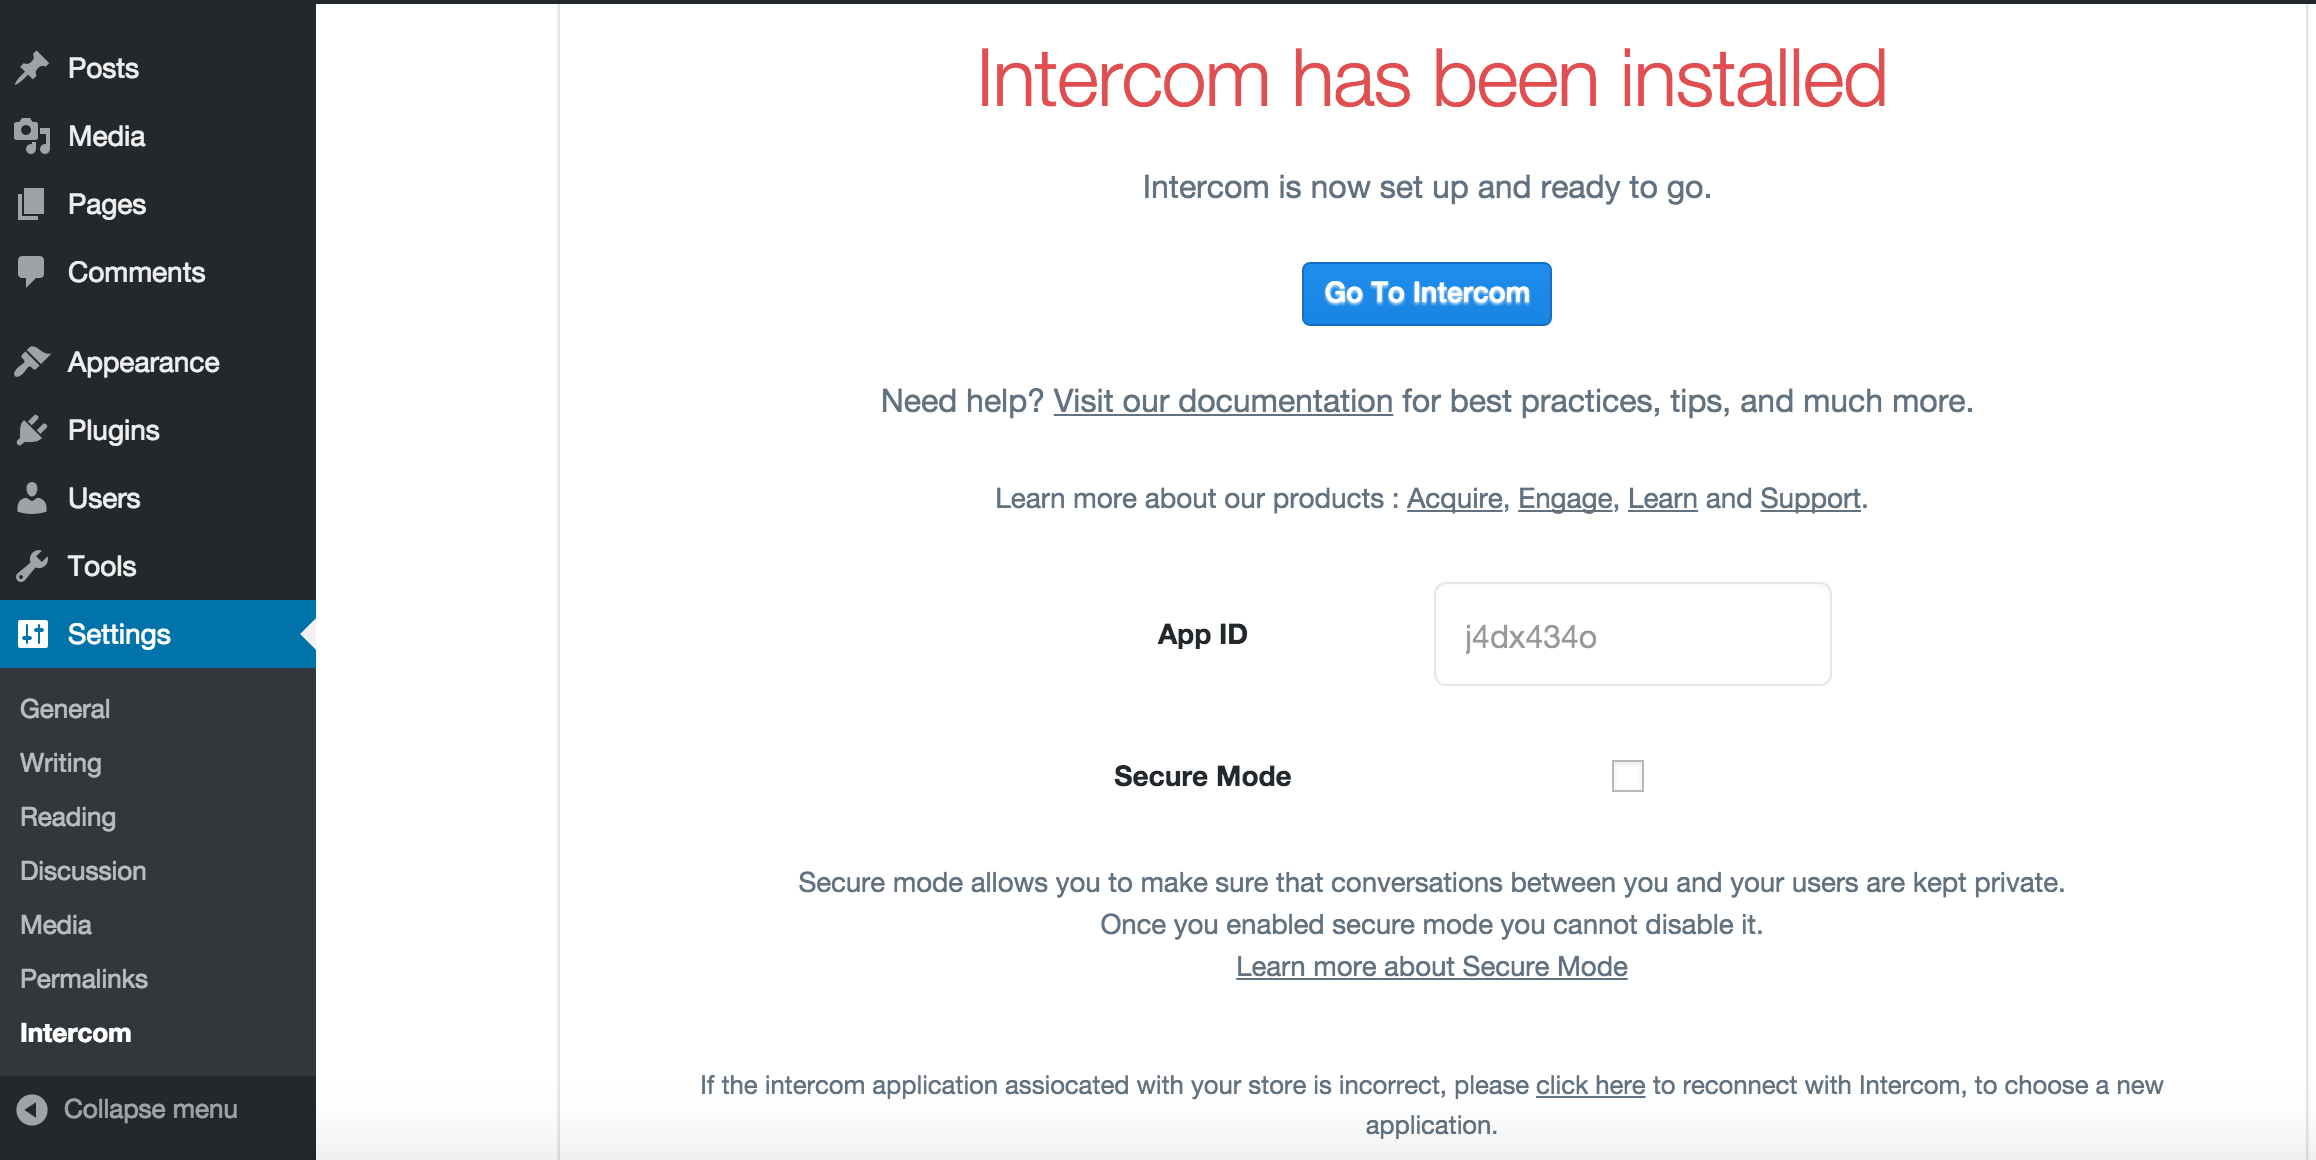 Posts
Media
Pages
Comments
Appearance
Plugins
Users
Tools
Settings
General
Writing
Reading
Discussion
Media
Permalinks
Intercom
Collapse menu
Intercom has been installed
Intercom is now set up and ready to go.
Go To Intercom
Need help? Visit our documentation for best practices, tips, and much more.
Learn more about our products : Acquire, Engage, Learn and Support.
App ID
j4dx434o
Secure Mode
Secure mode allows you to make sure that conversations between you and your users are kept private.
Once you enabled secure mode you cannot disable it.
Learn more about Secure Mode
If the intercom application assiocated with your store is incorrect, please click here to reconnect with Intercom, to choose a new
application.